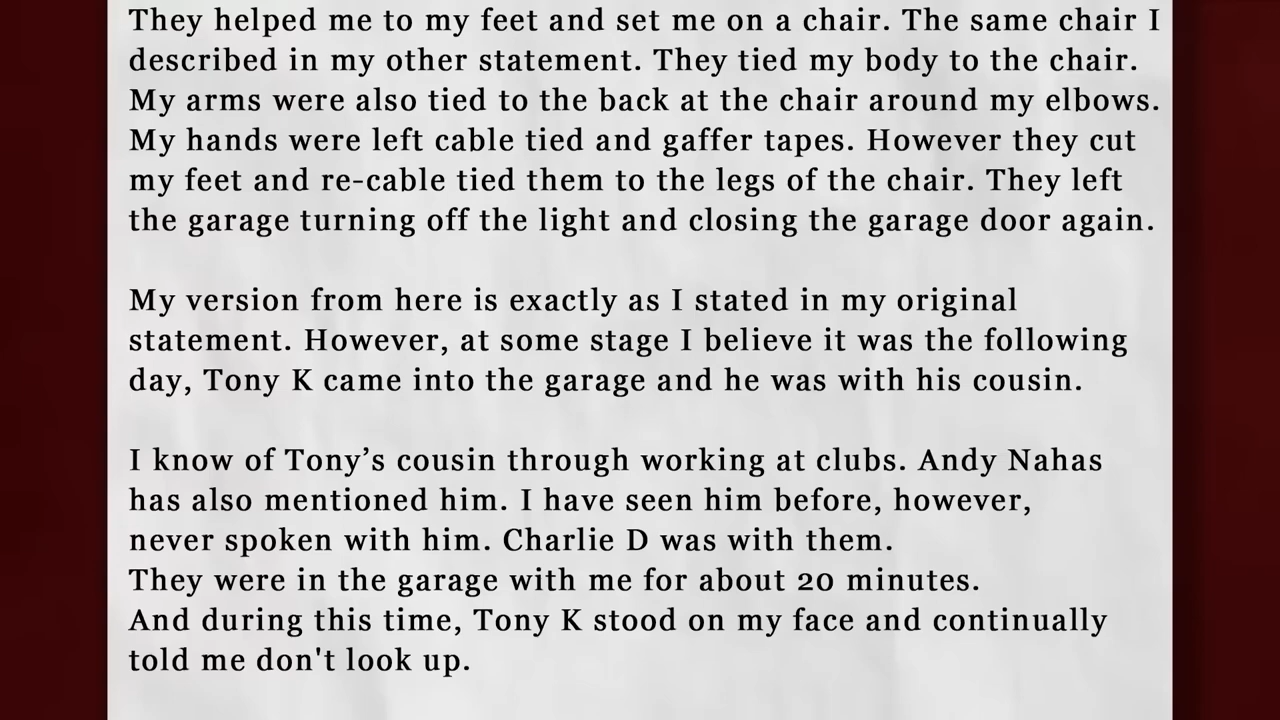 They helped me to my feet and set me on a chair. The same chair I
described in my other statement. They tied my body to the chair.
My arms were also tied to the back at the chair around my elbows.
My hands were left cable tied and gaffer tapes. However they cut
my feet and re-cable tied them to the legs of the chair. They left
the garage turning off the light and closing the garage door again.
My version from here is exactly as I stated in my original
statement. However, at some stage I believe it was the following
day, Tony K came into the garage and he was with his cousin.
I know of Tony’s cousin through working at clubs. Andy Nahas
has also mentioned him. I have seen him before, however,
never spoken with him. Charlie D was with them.
They were in the garage with me for about 20 minutes.
And during this time, Tony K stood on my face and continually
told me don't look up.